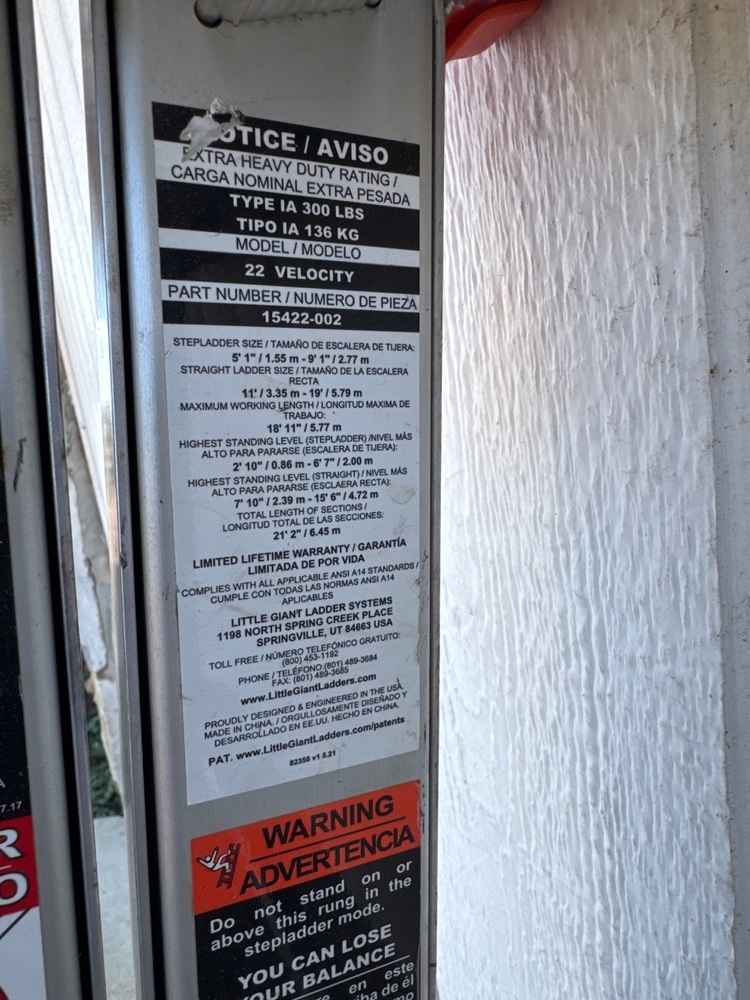 NOTICE / AVISO
EXTRA HEAVY DUTY RATING /
CARGA NOMINAL EXTRA PESADA
TYPE IA 300 LBS
TIPO IA 136 KG
MODEL / MODELO
22 VELOCITY
PART NUMBER / NUMERO DE PIEZA
15422-002
STEPLADDER SIZE / TAMAÑO DE ESCALERA DE TIJERA:
5' 1" / 1.55 m - 9' 1" / 2.77 m
STRAIGHT LADDER SIZE / TAMAÑO DE LA ESCALERA
RECTA
11' / 3.35 m - 19' / 5.79 m
MAXIMUM WORKING LENGTH / LONGITUD MAXIMA DE
TRABAJO:
18' 11" / 5.77 m
HIGHEST STANDING LEVEL (STEPLADDER) /NIVEL MÁS
ALTO PARA PARARSE (ESCALERA DE TIJERA):
2' 10" / 0.86 m - 6' 7" / 2.00 m
HIGHEST STANDING LEVEL (STRAIGHT) / NIVEL MÁS
ALTO PARA PARARSE (ESCLAERA RECTA):
7' 10" / 2.39 m - 15' 6" / 4.72 m
TOTAL LENGTH OF SECTIONS /
LONGITUD TOTAL DE LAS SECCIONES:
21' 2" / 6.45 m
LIMITED LIFETIME WARRANTY / GARANTÍA
LIMITADA DE POR VIDA
COMPLIES WITH ALL APPLICABLE ANSI A14 STANDARDS /
CUMPLE CON TODAS LAS NORMAS ANSI A14
APLICABLES
LITTLE GIANT LADDER SYSTEMS
1198 NORTH SPRING CREEK PLACE
SPRINGVILLE, UT 84663 USA
TOLL FREE / NÚMERO TELEFÓNICO GRATUITO:
(800) 453-1192
PHONE / TELÉFONO:(801) 489-3684
FAX: (801) 489-3685
www.LittleGiantLadders.com
PROUDLY DESIGNED & ENGINEERED IN THE USA.
MADE IN CHINA. / ORGULLOSAMENTE DISEÑADO Y
DESARROLLADO EN EE.UU. HECHO EN CHINA.
PAT. www.LittleGiantLadders.com/patents
82358 v1 5.21
WARNING
ADVERTENCIA
Do not stand on or
above this rung in the
stepladder mode.
YOU CAN LOSE
YOUR BALANCE
en este
iba de él
A
7.17
R
O